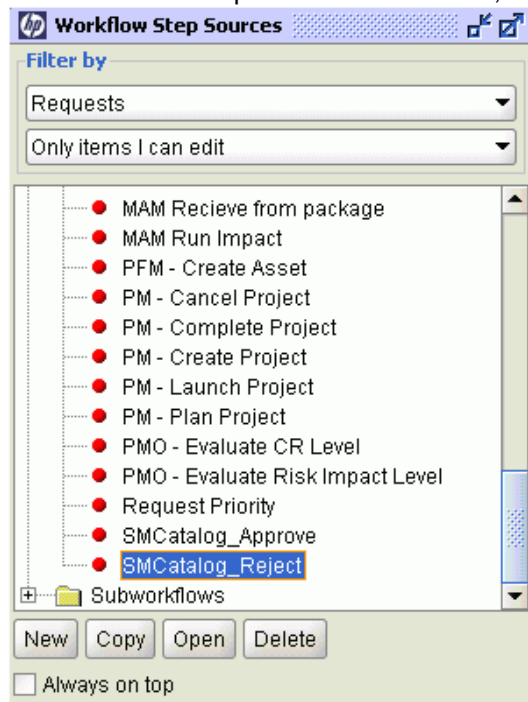 hp Workflow Step Sources
Filter by
Requests
Only items I can edit
MAM Recieve from package
MAM Run Impact
PFM - Create Asset
PM - Cancel Project
PM - Complete Project
PM - Create Project
PM - Launch Project
PM - Plan Project
PMO - Evaluate CR Level
PMO - Evaluate Risk Impact Level
Request Priority
SMCatalog_Approve
SMCatalog_Reject
Subworkflows
New Copy Open Delete
Always on top